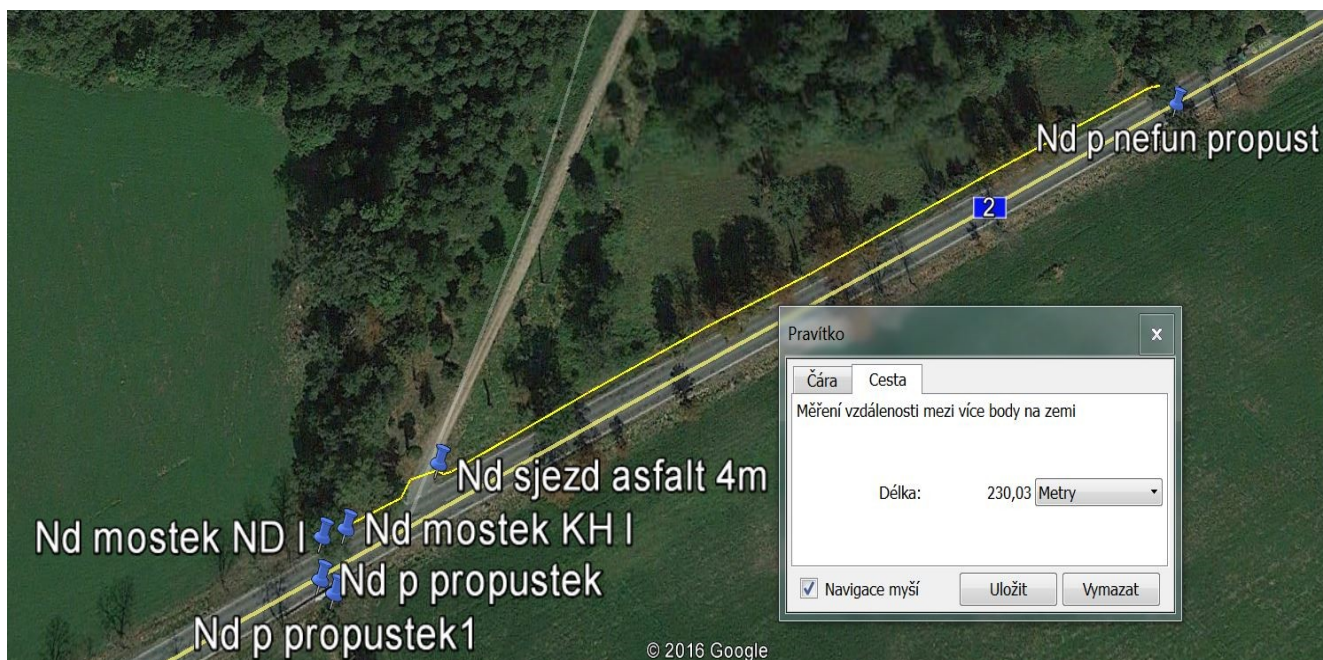 Nd p nefun propust
2
Pravítko
x
Čára
Cesta
Měření vzdálenosti mezi více body na zemi
Délka: 230,03 Metry
Navigace myší
Uložit
Vymazat
Nd sjezd asfalt 4m
Nd mostek ND l
Nd mostek KH l
Nd p propustek
Nd p propustek1
© 2016 Google